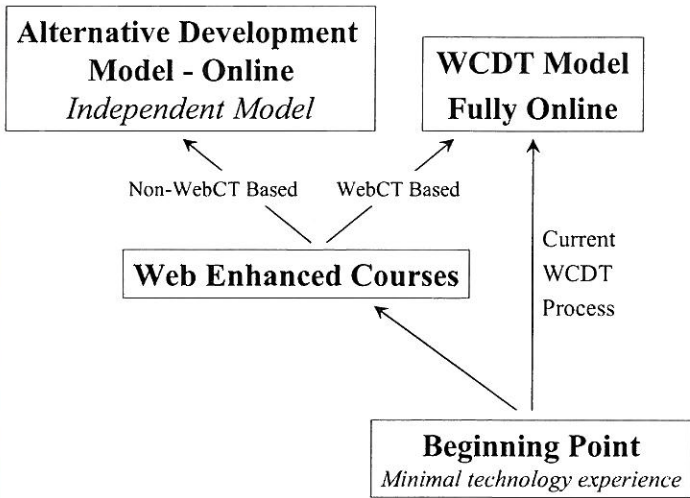 Alternative Development
Model - Online
Independent Model
WCDT Model
Fully Online
Non-WebCT Based
WebCT Based
Current
WCDT
Process
Web Enhanced Courses
Beginning Point
Minimal technology experience